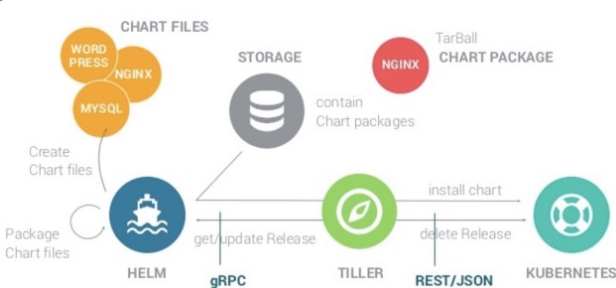 CHART FILES
WORD
PRESS
NGINX
MYSQL
STORAGE
contain
Chart packages
TarBall
CHART PACKAGE
NGINX
Create
Chart files
Package
Chart files
install chart
get/update Release
delete Release
HELM
gRPC
TILLER
REST/JSON
KUBERNETES